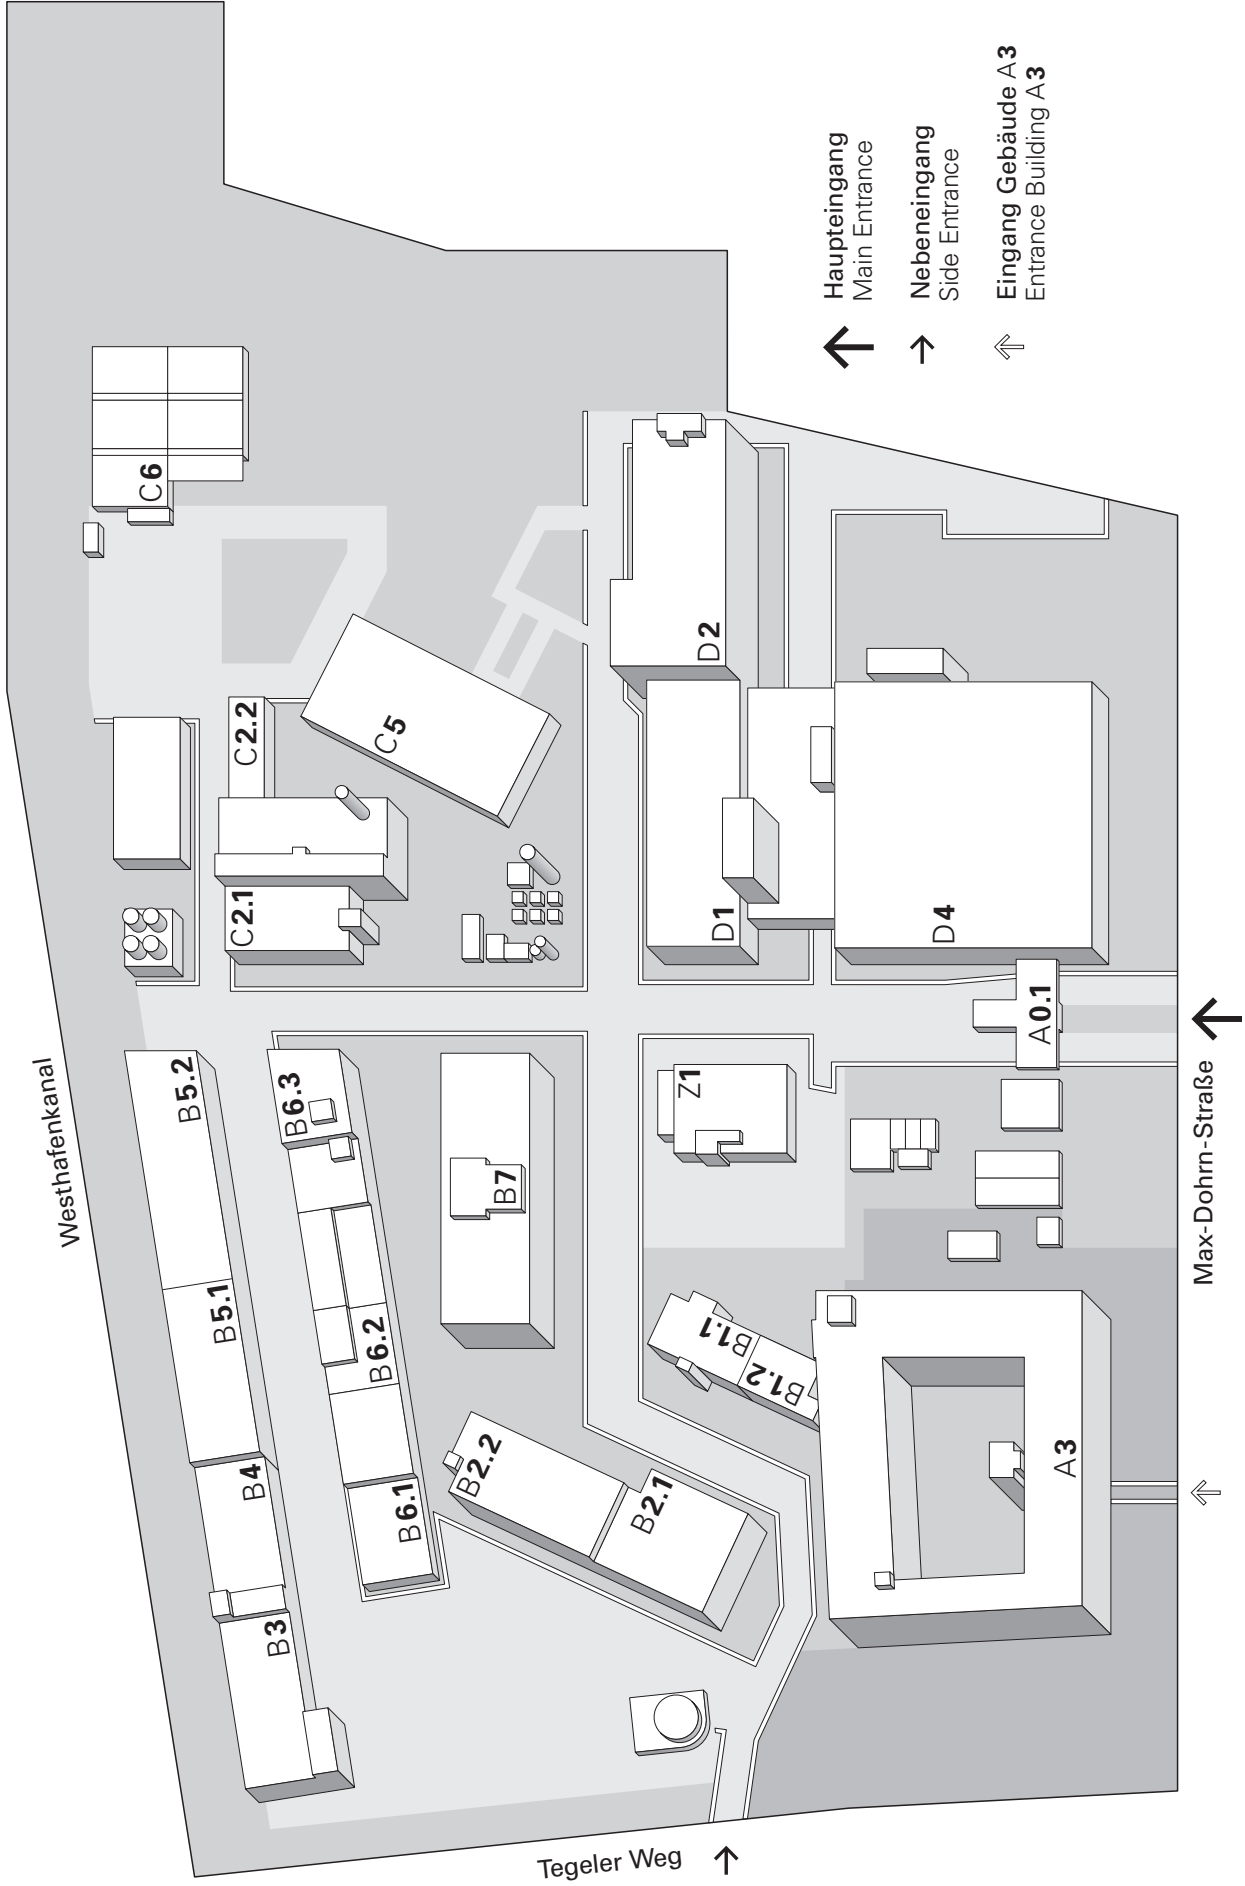 Westhafenkanal
C6
C2.2
C5
C2.1
D2
D1
D4
A0.1
B5.2
B6.3
Z1
B7
B5.1
B6.2
B1.1
B1.2
B4
B2.2
B6.1
B2.1
A3
B3
Tegeler Weg
Max-Dohrn-Straße
Haupteingang
Main Entrance
Nebeneingang
Side Entrance
Eingang Gebäude A3
Entrance Building A3